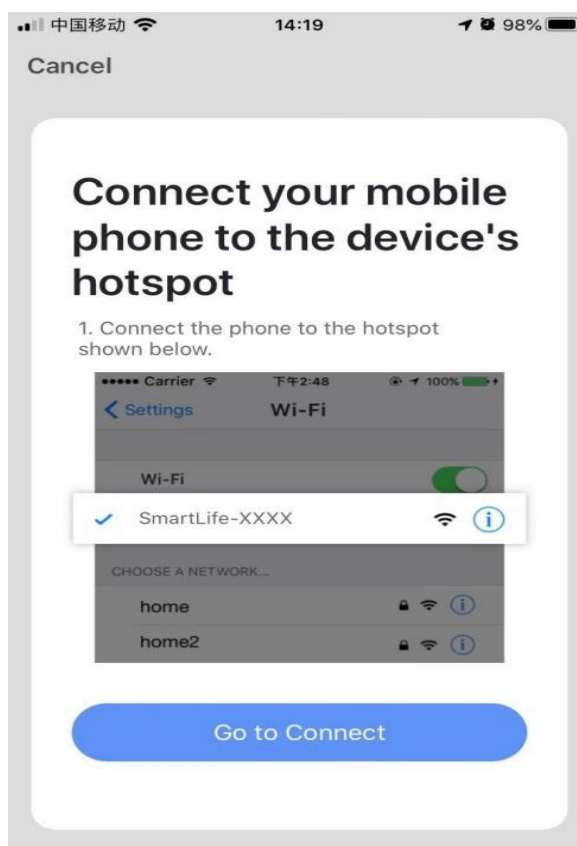 中国移动 14:19 98%
Cancel
Connect your mobile
phone to the device's
hotspot
1. Connect the phone to the hotspot
shown below.
Carrier 下午2:48 100%
Settings Wi-Fi
Wi-Fi
SmartLife-XXXX
CHOOSE A NETWORK...
home
home2
Go to Connect